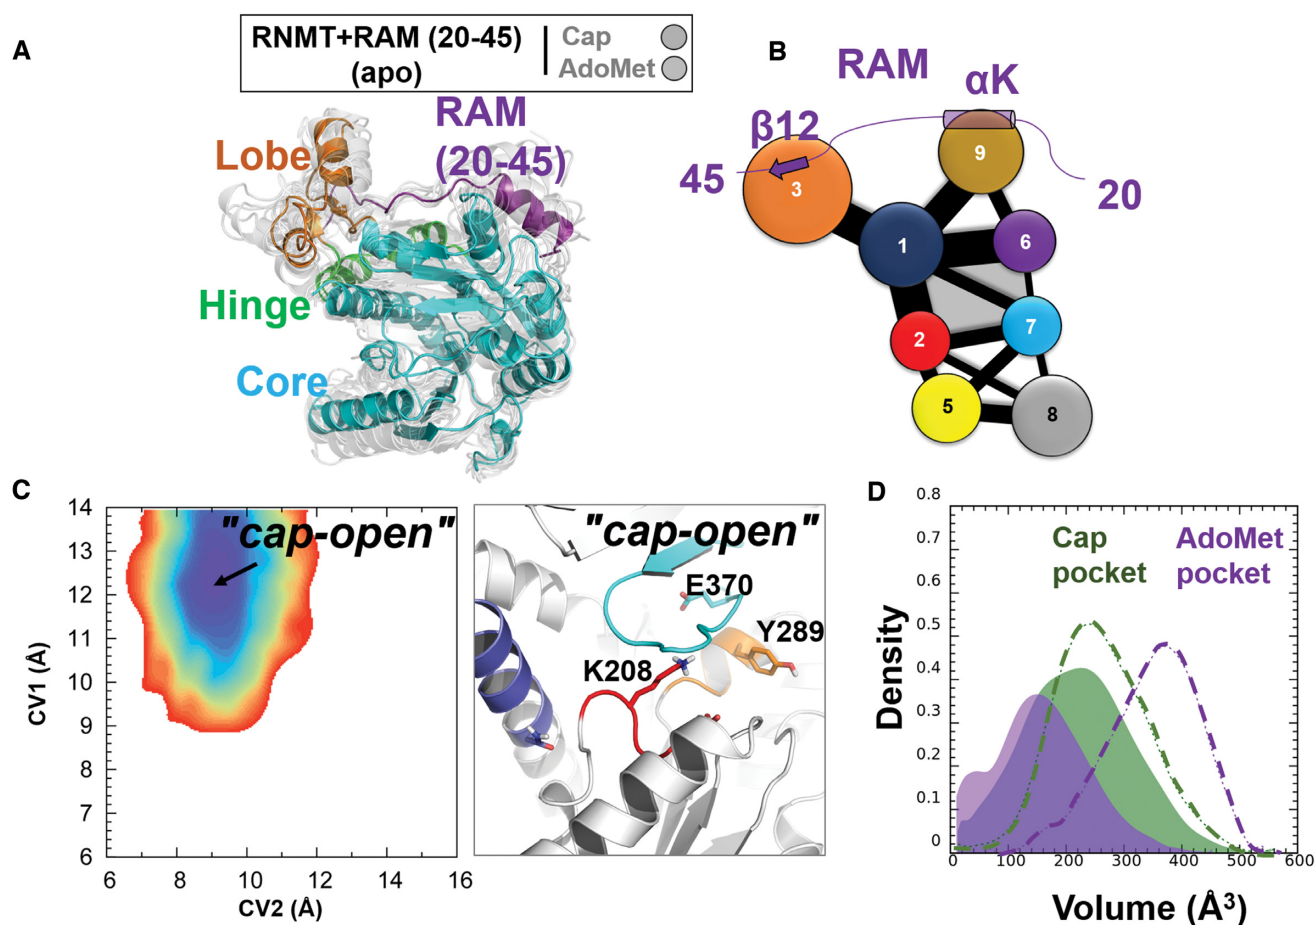 A
RNMT+RAM (20-45)
(apo)
Cap
AdoMet
Lobe
RAM
(20-45)
Hinge
Core
B
RAM
αK
β12
45
20
9
3
1
6
2
7
5
8
C
"cap-open"
14
13
12
11
10
9
8
7
6
CV1 (Å)
6
8
10
12
14
16
CV2 (Å)
"cap-open"
E370
Y289
K208
D
0.8
0.7
0.6
0.5
0.4
0.3
0.2
0.1
0
Density
Cap
pocket
AdoMet
pocket
0
100
200
300
400
500
600
Volume (Å³)